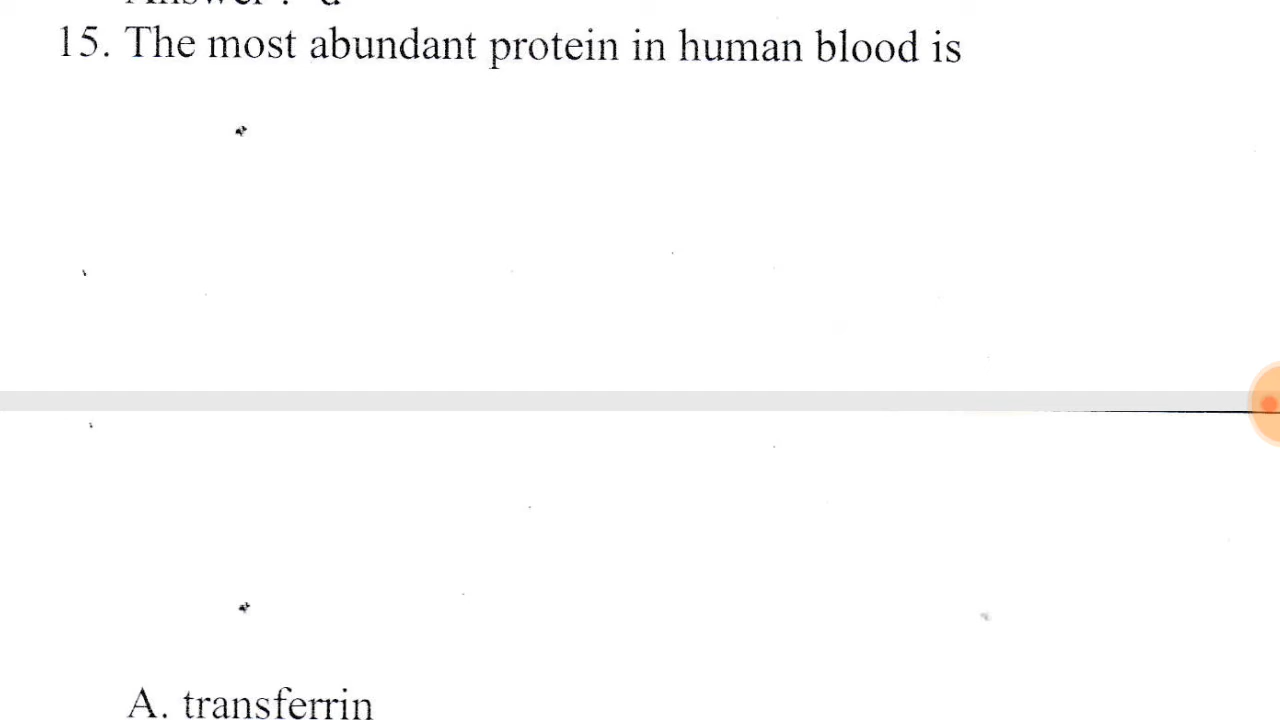 15. The most abundant protein in human blood is
A. transferrin